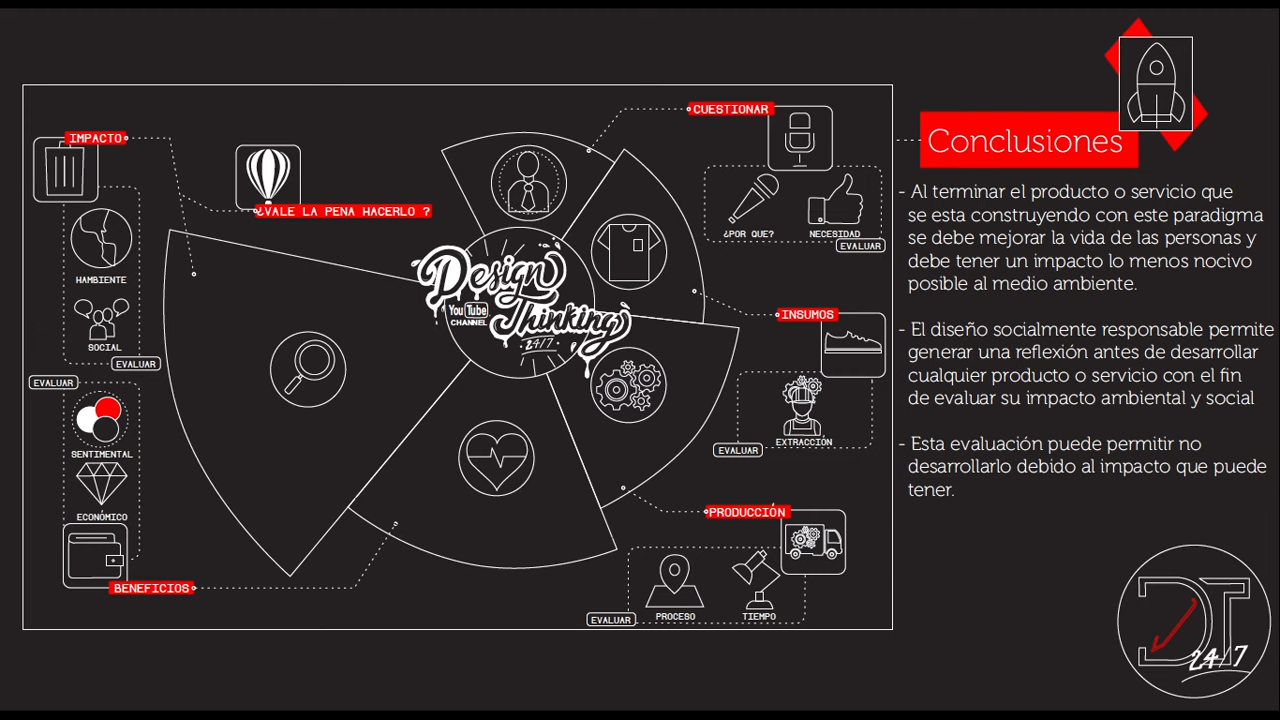 IMPACTO
¿VALE LA PENA HACERLO ?
HAMBIENTE
SOCIAL
EVALUAR
EVALUAR
SENTIMENTAL
ECONÓMICO
BENEFICIOS
Design
YouTube
CHANNEL
Thinking
24/7
CUESTIONAR
¿POR QUE?
NECESIDAD
EVALUAR
INSUMOS
EXTRACCIÓN
EVALUAR
PRODUCCIÓN
PROCESO
TIEMPO
EVALUAR
Conclusiones
- Al terminar el producto o servicio que
se esta construyendo con este paradigma
se debe mejorar la vida de las personas y
debe tener un impacto lo menos nocivo
posible al medio ambiente.
- El diseño socialmente responsable permite
generar una reflexión antes de desarrollar
cualquier producto o servicio con el fin
de evaluar su impacto ambiental y social
- Esta evaluación puede permitir no
desarrollarlo debido al impacto que puede
tener.
DT
24/7